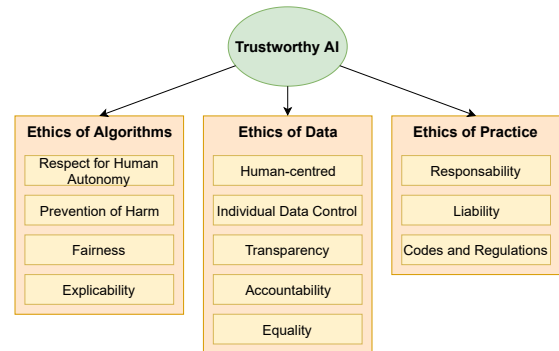 Trustworthy AI
Ethics of Algorithms
Respect for Human
Autonomy
Prevention of Harm
Fairness
Explicability
Ethics of Data
Human-centred
Individual Data Control
Transparency
Accountability
Equality
Ethics of Practice
Responsability
Liability
Codes and Regulations